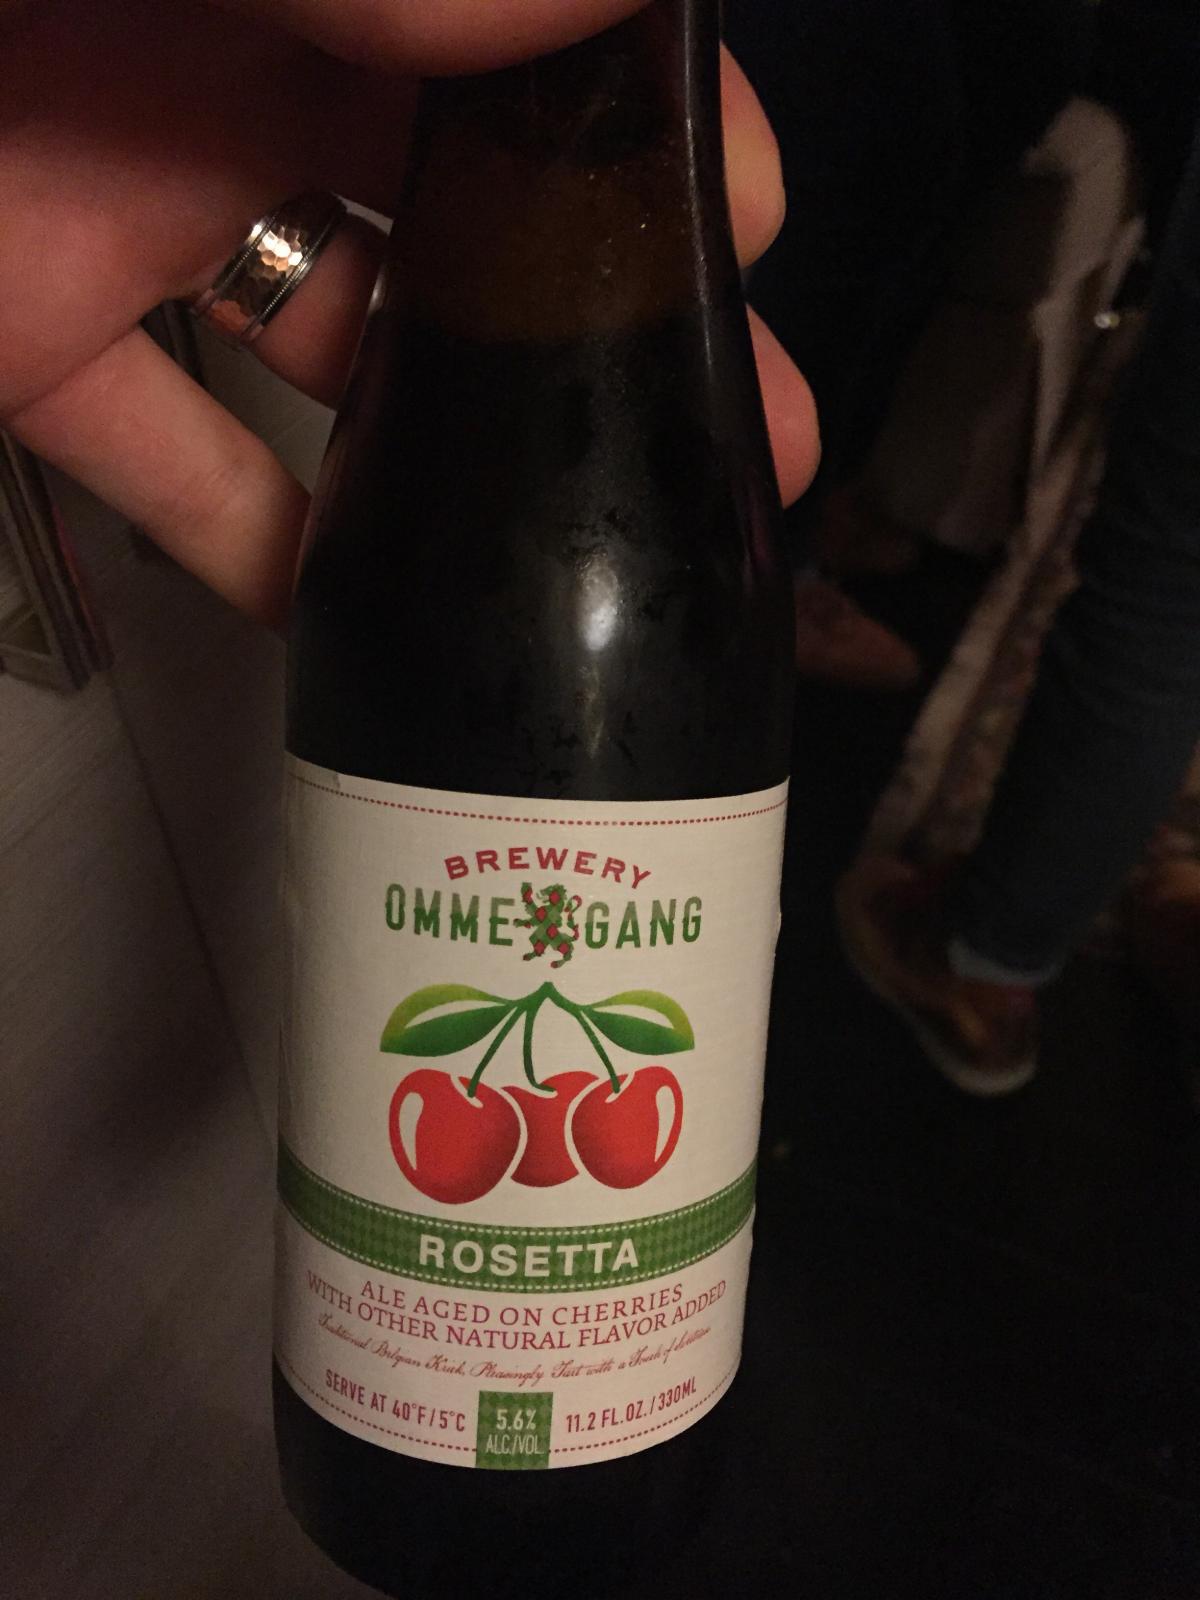 BREWERY
OMMEGANG
ROSETTA
ALE AGED ON CHERRIES
WITH OTHER NATURAL FLAVOR ADDED
Traditional Belgian Kriek, Pleasingly Tart with a Touch of
SERVE AT 40°F/5°C
5.6%
ALC./VOL.
11.2 FL.OZ./330ML